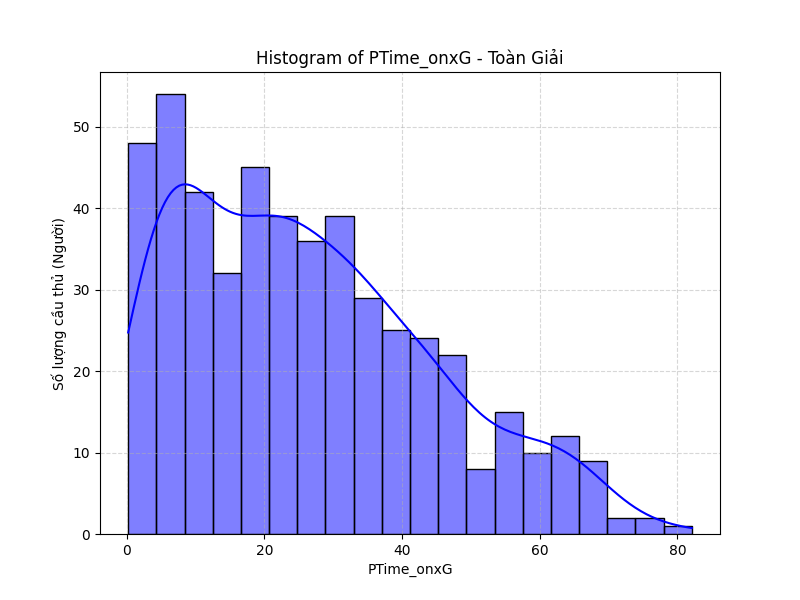 Histogram of PTime_onxG - Toàn Giải
Số lượng cầu thủ (Người)
50
40
30
20
10
0
0 20 40 60 80
PTime_onxG